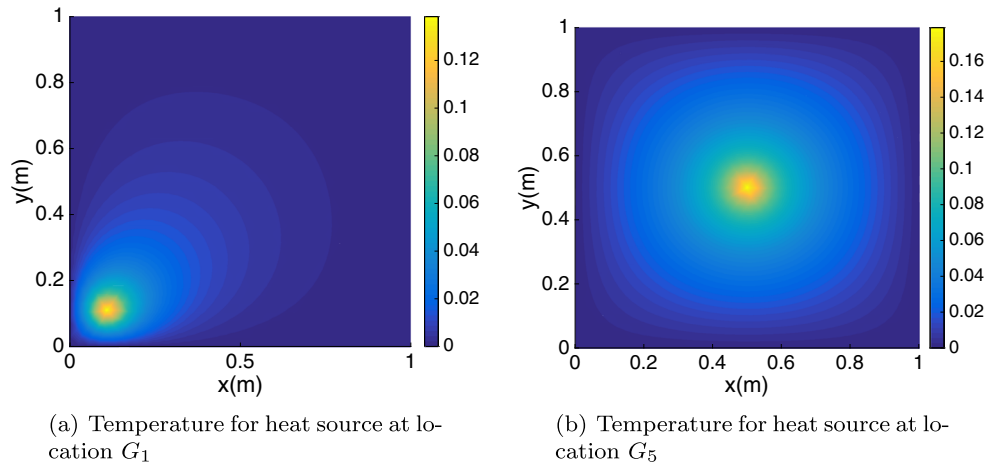 1
0.8
0.6
0.4
0.2
0
0 0.5 1
y(m)
x(m)
0.12
0.1
0.08
0.06
0.04
0.02
0
1
0.8
0.6
0.4
0.2
0
0 0.2 0.4 0.6 0.8 1
y(m)
x(m)
0.16
0.14
0.12
0.1
0.08
0.06
0.04
0.02
0
(a) Temperature for heat source at lo-
cation G₁
(b) Temperature for heat source at lo-
cation G₅